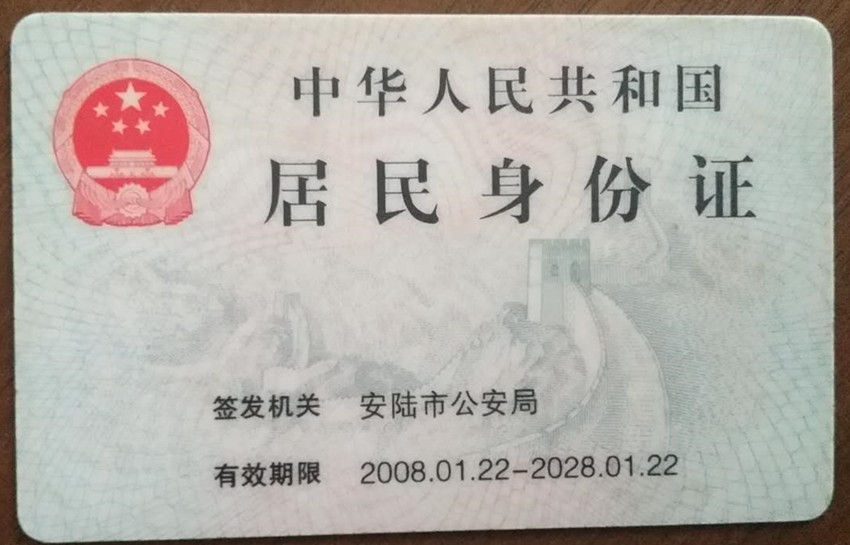 中华人民共和国
居民身份证
签发机关 安陆市公安局
有效期限 2008.01.22-2028.01.22